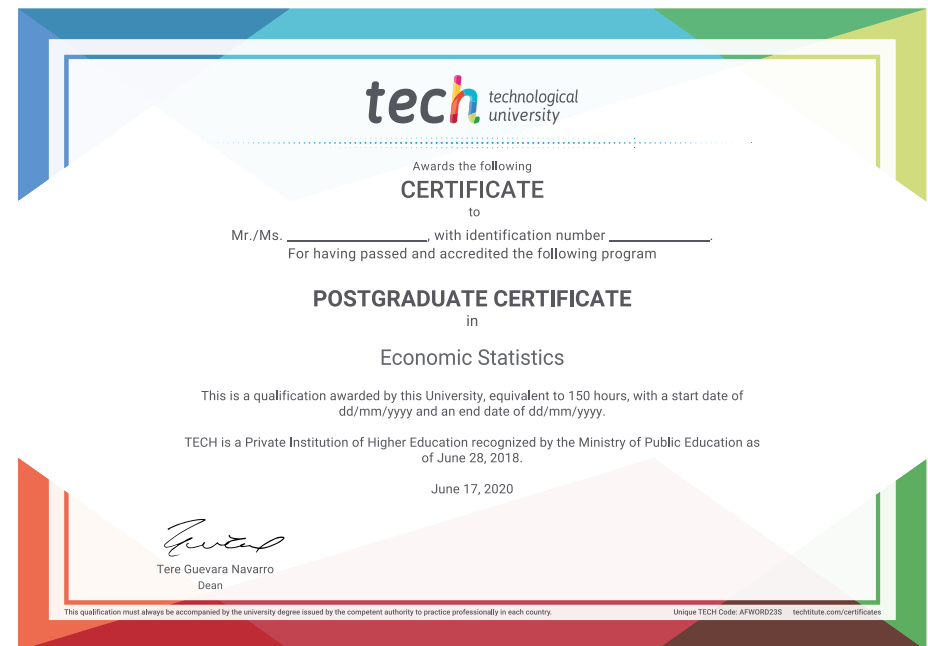 tech technological
university
Awards the following
CERTIFICATE
to
Mr./Ms. ____________________, with identification number ______________.
For having passed and accredited the following program
POSTGRADUATE CERTIFICATE
in
Economic Statistics
This is a qualification awarded by this University, equivalent to 150 hours, with a start date of
dd/mm/yyyy and an end date of dd/mm/yyyy.
TECH is a Private Institution of Higher Education recognized by the Ministry of Public Education as
of June 28, 2018.
June 17, 2020
Tere Guevara Navarro
Dean
This qualification must always be accompanied by the university degree issued by the competent authority to practice professionally in each country. Unique TECH Code: AFWORD23S techtitute.com/certificates